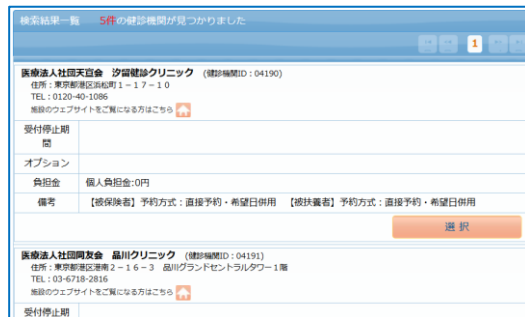 検索結果一覧 5件の健診機関が見つかりました
1
医療法人社団天宣会 汐留健診クリニック (健診機関ID:04190)
住所:東京都港区浜松町1-17-10
TEL:0120-40-1086
施設のウェブサイトをご覧になる方はこちら
受付停止期間
オプション
負担金 個人負担金:0円
備考 【被保険者】予約方式:直接予約・希望日併用 【被扶養者】予約方式:直接予約・希望日併用
選択
医療法人社団同友会 品川クリニック (健診機関ID:04191)
住所:東京都港区港南2-16-3 品川グランドセントラルタワー1階
TEL:03-6718-2816
施設のウェブサイトをご覧になる方はこちら
受付停止期